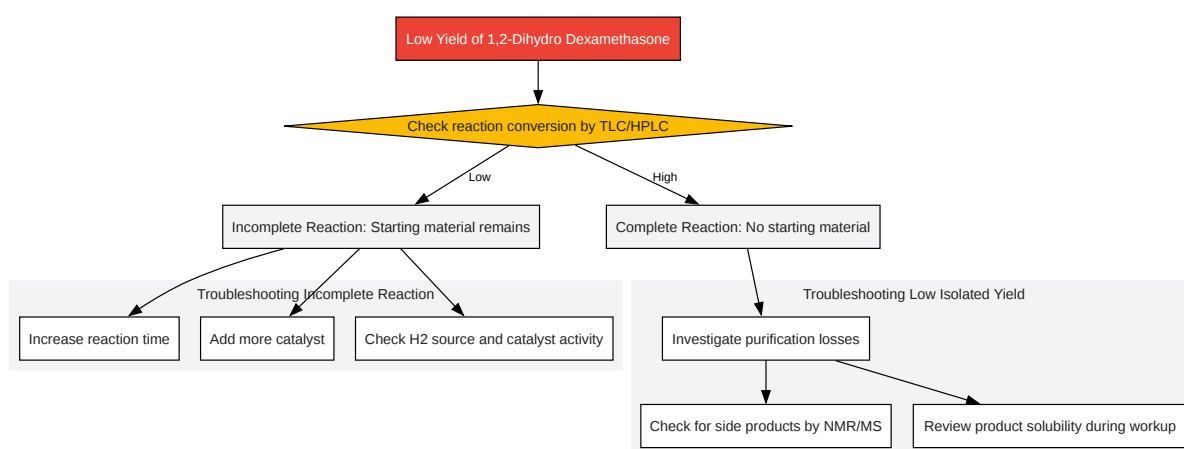 Low Yield of 1,2-Dihydro Dexamethasone
Check reaction conversion by TLC/HPLC
Low
High
Incomplete Reaction: Starting material remains
Complete Reaction: No starting material
Troubleshooting Incomplete Reaction
Troubleshooting Low Isolated Yield
Increase reaction time
Add more catalyst
Check H2 source and catalyst activity
Investigate purification losses
Check for side products by NMR/MS
Review product solubility during workup